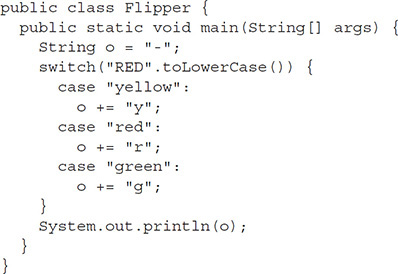 public class Flipper {
  public static void main(String[] args) {
    String o = "-";
    switch("RED".toLowerCase()) {
      case "yellow":
        o += "y";
      case "red":
        o += "r";
      case "green":
        o += "g";
    }
    System.out.println(o);
  }
}